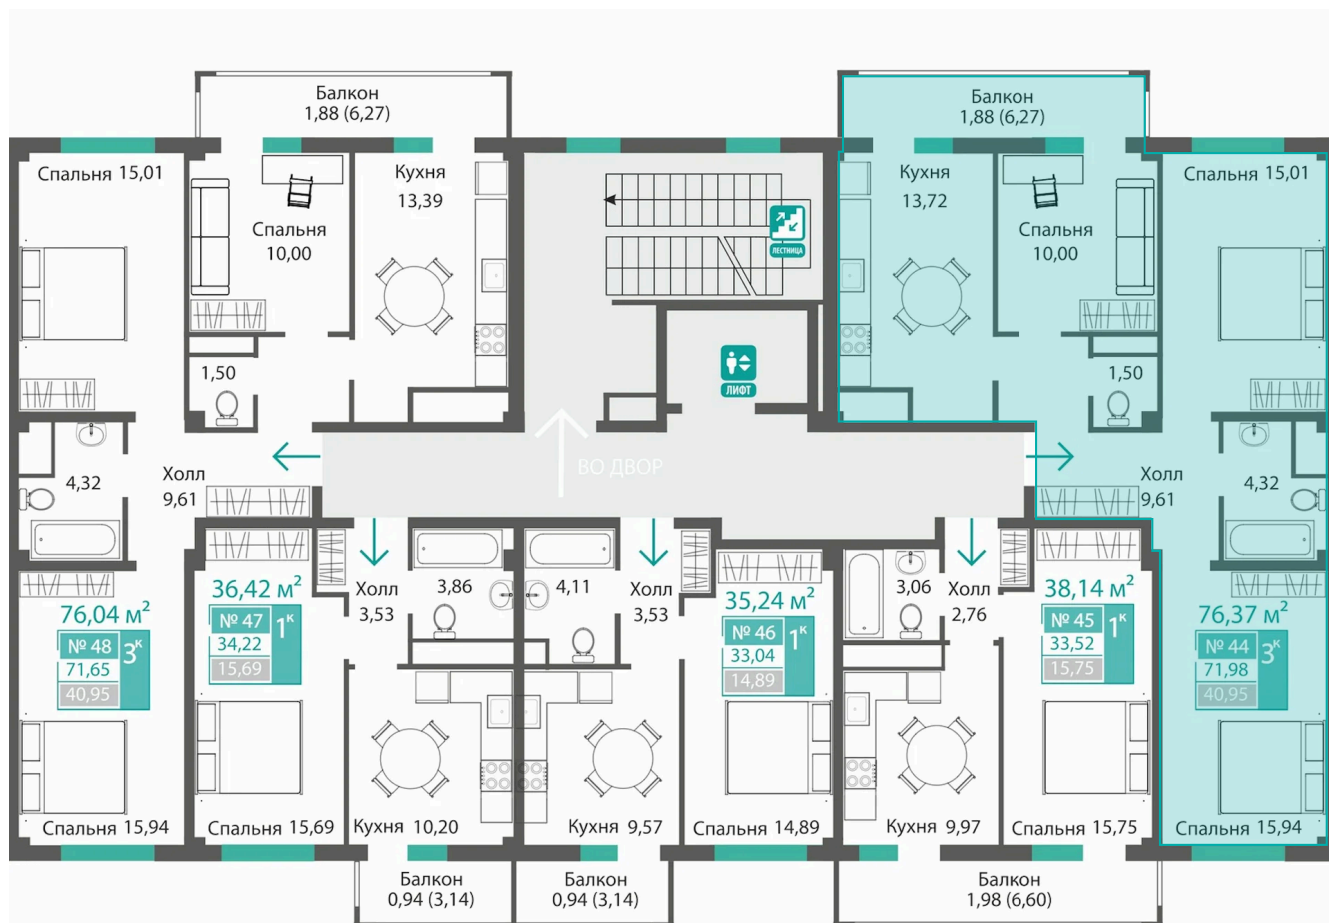 Балкон
1,88 (6,27)
Балкон
1,88 (6,27)
Спальня 15,01
Кухня
13,39
Спальня
10,00
ЛЕСТНИЦА
Кухня
13,72
Спальня
10,00
Спальня 15,01
1,50
ЛИФТ
1,50
4,32
Холл
9,61
ВО ДВОР
Холл
9,61
4,32
76,04 м²
№ 48
71,65
40,95
3К
36,42 м²
№ 47
34,22
15,69
1К
Холл
3,53
3,86
4,11
Холл
3,53
35,24 м²
№ 46
33,04
14,89
1К
3,06
Холл
2,76
38,14 м²
№ 45
33,52
15,75
1К
76,37 м²
№ 44
71,98
40,95
3К
Спальня 15,94
Спальня 15,69
Кухня 10,20
Кухня 9,57
Спальня 14,89
Кухня 9,97
Спальня 15,75
Спальня 15,94
Балкон
0,94 (3,14)
Балкон
0,94 (3,14)
Балкон
1,98 (6,60)